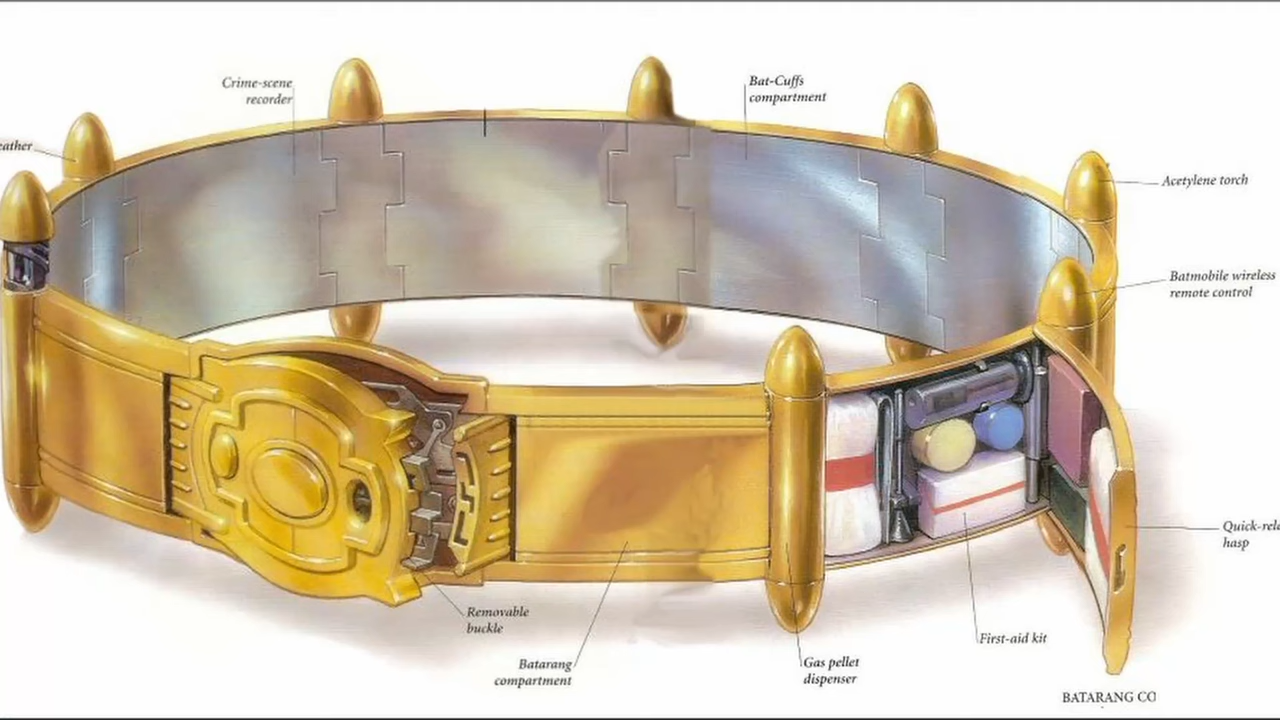 Crime-scene
recorder
Bat-Cuffs
compartment
eather
Acetylene torch
Batmobile wireless
remote control
Quick-rel
hasp
Removable
buckle
First-aid kit
Batarang
compartment
Gas pellet
dispenser
BATARANG CO